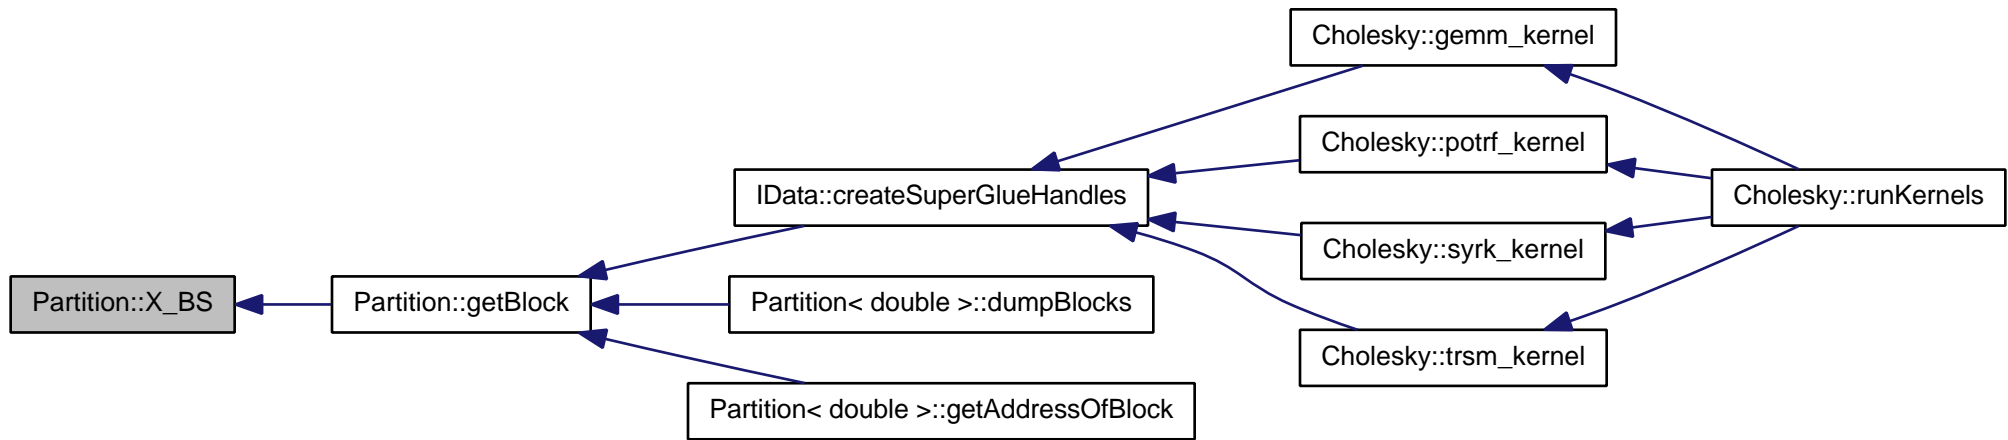 Partition::X_BS
Partition::getBlock
IData::createSuperGlueHandles
Partition< double >::dumpBlocks
Partition< double >::getAddressOfBlock
Cholesky::gemm_kernel
Cholesky::potrf_kernel
Cholesky::syrk_kernel
Cholesky::trsm_kernel
Cholesky::runKernels